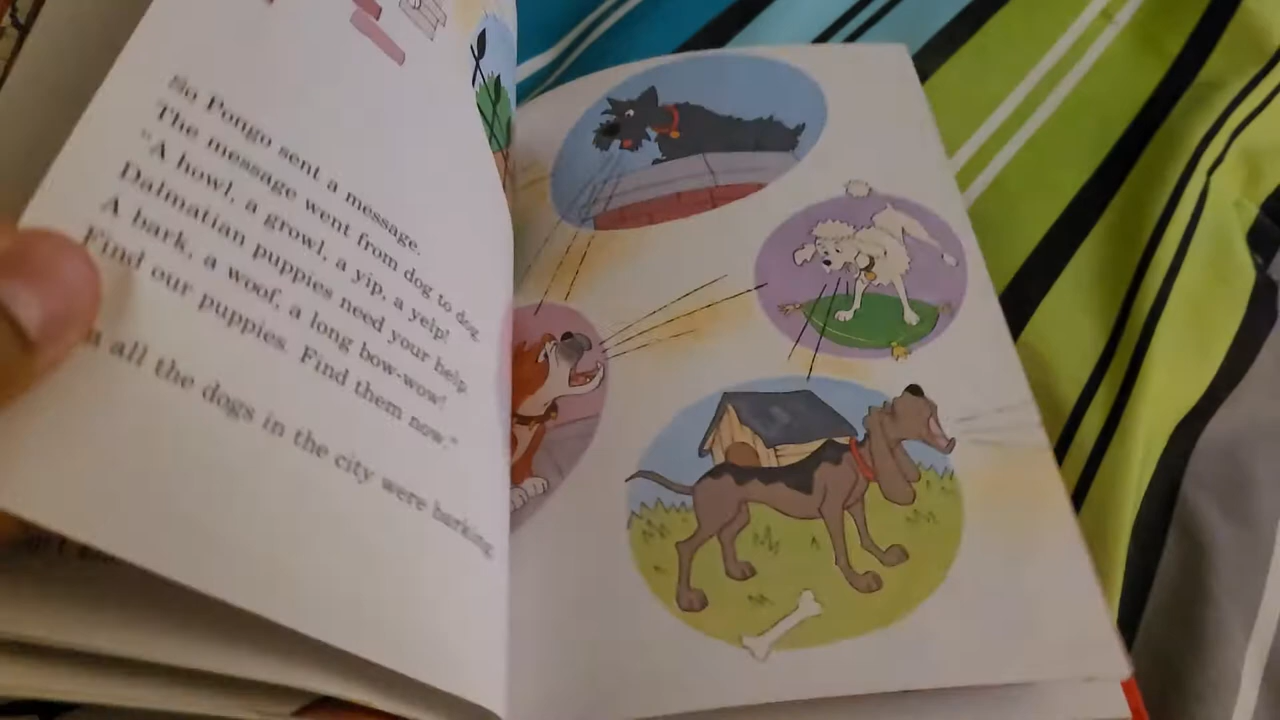 So Pongo sent a message.
The message went from dog to dog.
"A howl, a growl, a yip, a yelp!
Dalmatian puppies need your help.
A bark, a woof, a long bow-wow!
Find our puppies. Find them now."
all the dogs in the city were barking